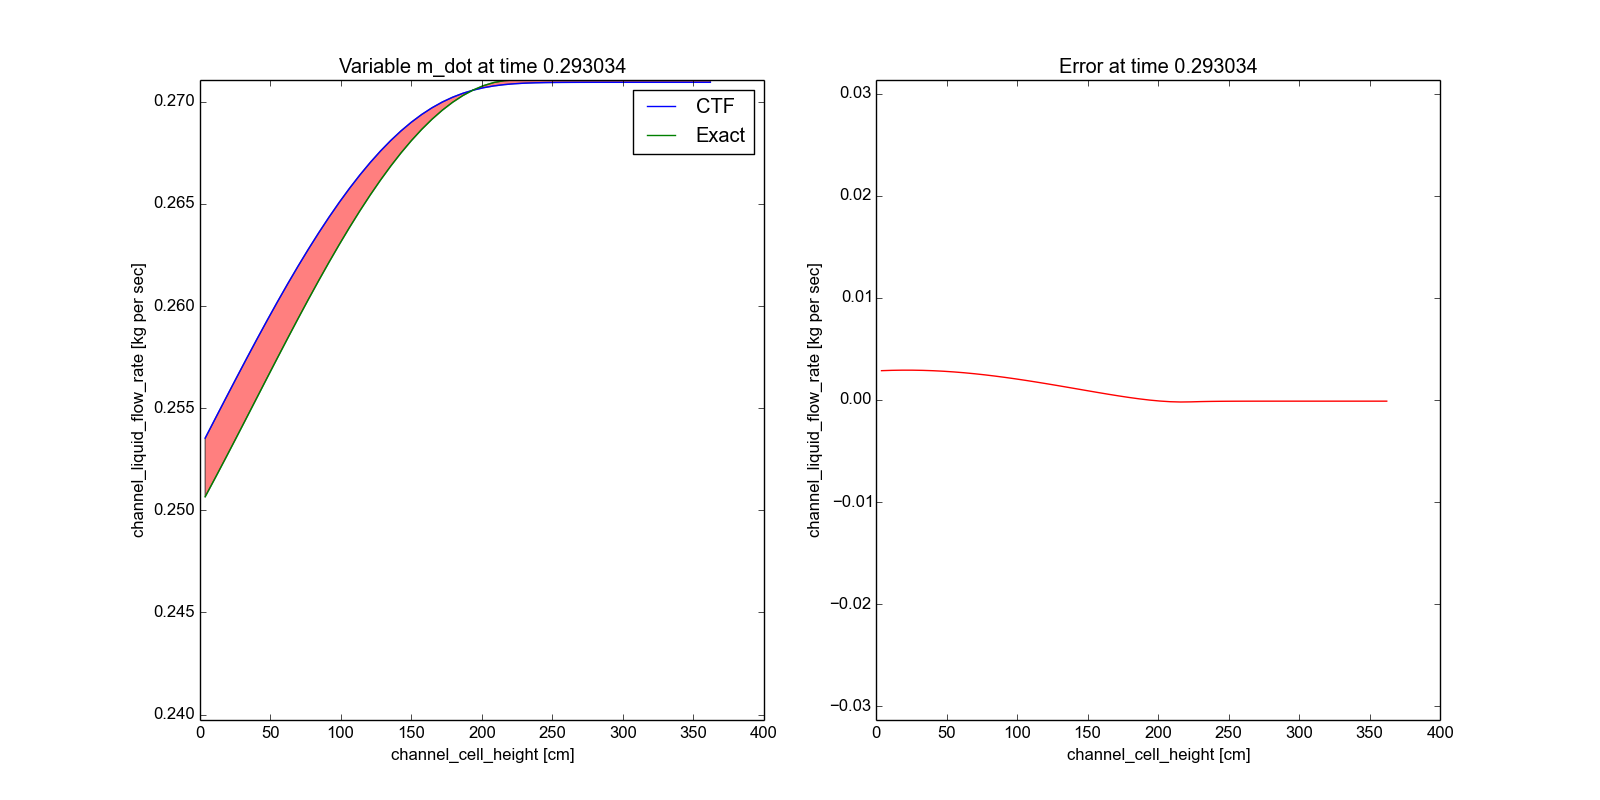 Variable m_dot at time 0.293034
channel_liquid_flow_rate [kg per sec]
0.270
0.265
0.260
0.255
0.250
0.245
0.240
CTF
Exact
0 50 100 150 200 250 300 350 400
channel_cell_height [cm]
Error at time 0.293034
channel_liquid_flow_rate [kg per sec]
0.03
0.02
0.01
0.00
−0.01
−0.02
−0.03
0 50 100 150 200 250 300 350 400
channel_cell_height [cm]